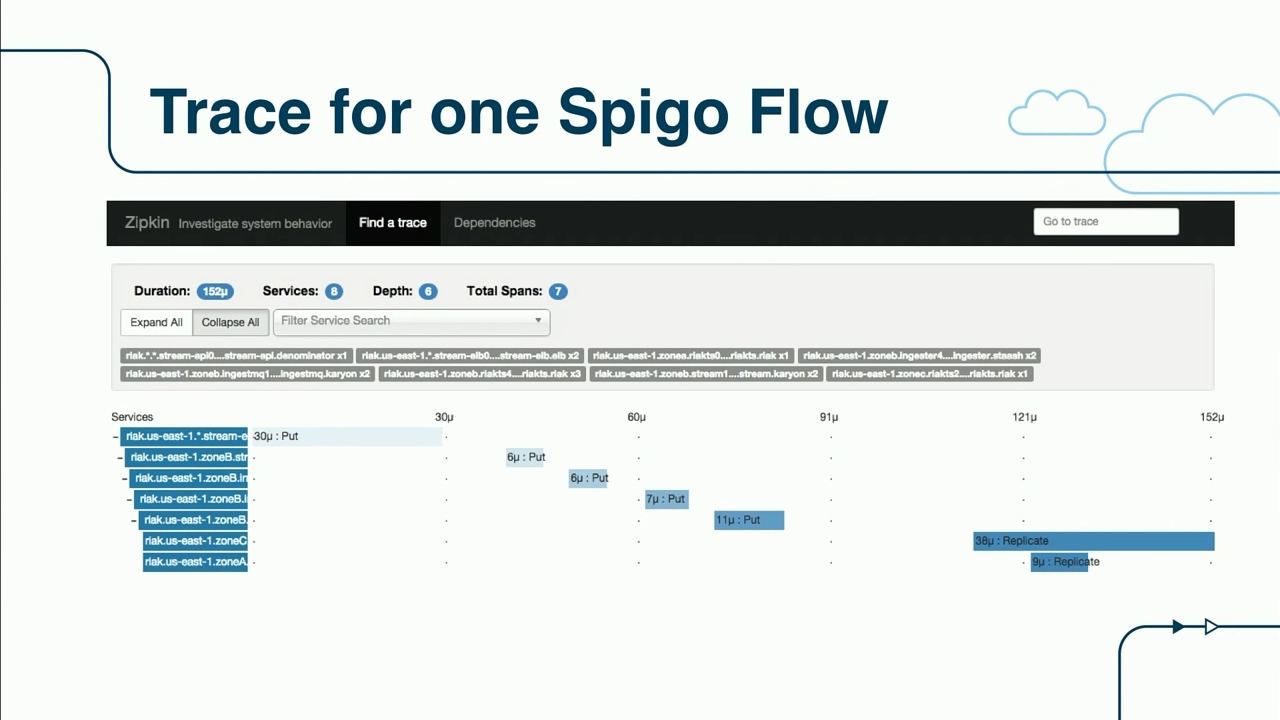 Trace for one Spigo Flow
Zipkin Investigate system behavior Find a trace Dependencies Go to trace
Duration: 152μ Services: 8 Depth: 6 Total Spans: 7
Expand All Collapse All Filter Service Search
riak.*.*.stream-api0....stream-api.denominator x1 riak.us-east-1.*.stream-elb0....stream-elb.elb x2 riak.us-east-1.zonea.riakts0....riakts.riak x1 riak.us-east-1.zoneb.ingester4....ingester.staash x2
riak.us-east-1.zoneb.ingestmq1....ingestmq.karyon x2 riak.us-east-1.zoneb.riakts4....riakts.riak x3 riak.us-east-1.zoneb.stream1....stream.karyon x2 riak.us-east-1.zonec.riakts2....riakts.riak x1
Services 30μ 60μ 91μ 121μ 152μ
riak.us-east-1.*.stream-e 30μ : Put
riak.us-east-1.zoneB.str 6μ : Put
riak.us-east-1.zoneB.in 6μ : Put
riak.us-east-1.zoneB.i 7μ : Put
riak.us-east-1.zoneB. 11μ : Put
riak.us-east-1.zoneC 38μ : Replicate
riak.us-east-1.zoneA. 9μ : Replicate